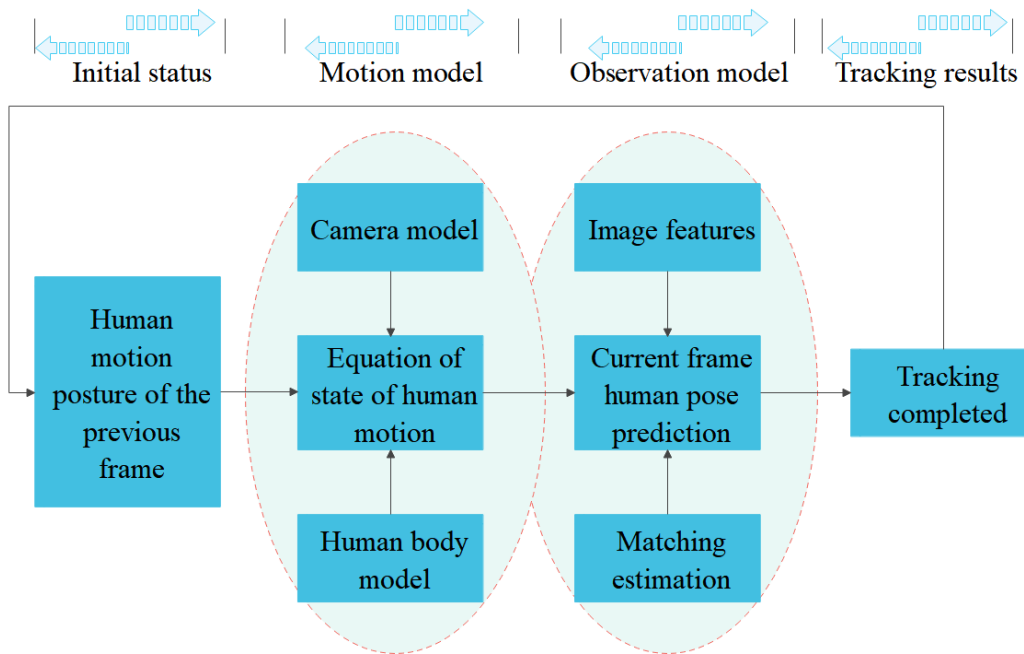 Initial status
Motion model
Observation model
Tracking results
Camera model
Image features
Human
motion
posture of the
previous
frame
Equation of
state of human
motion
Current frame
human pose
prediction
Tracking
completed
Human body
model
Matching
estimation